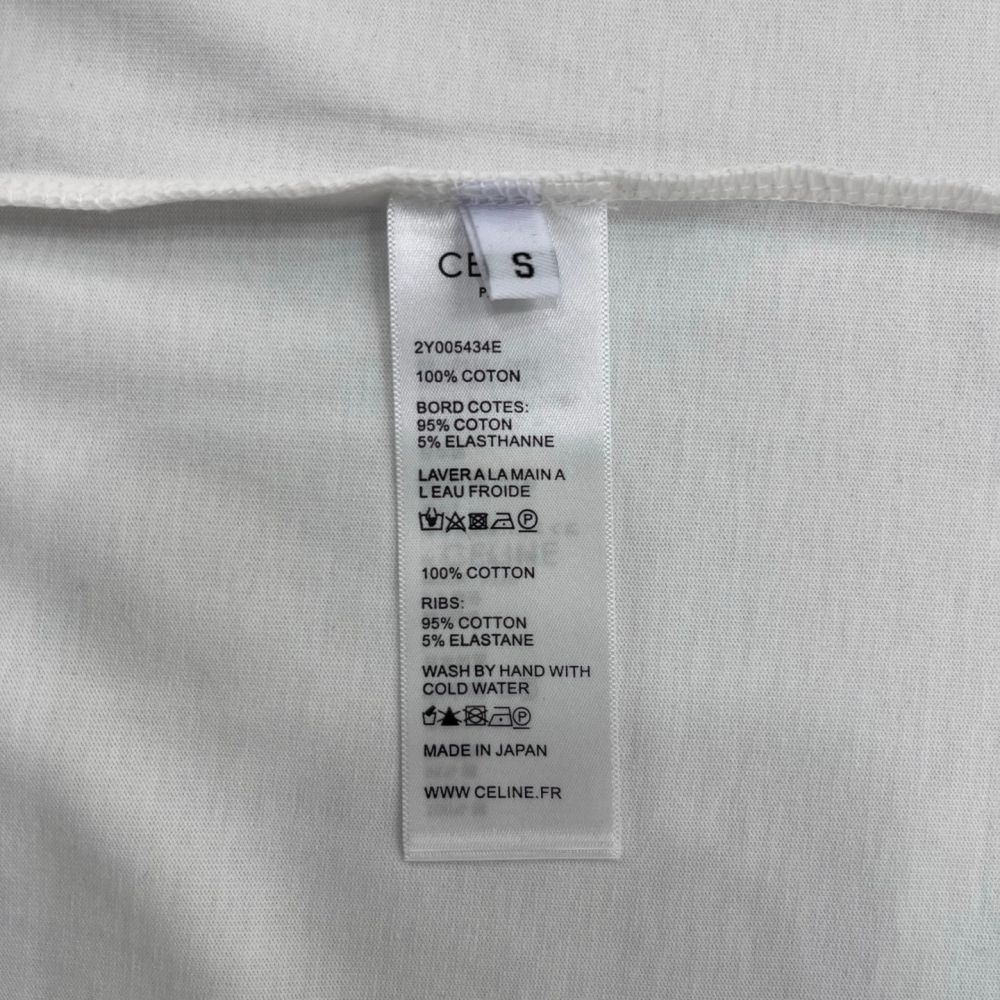 CE
S
P
2Y005434E
100% COTON
BORD COTES:
95% COTON
5% ELASTHANNE
LAVER A LA MAIN A
L EAU FROIDE
P
CELINE
100% COTTON
RIBS:
95% COTTON
5% ELASTANE
WASH BY HAND WITH
COLD WATER
P
MADE IN JAPAN
WWW CELINE.FR